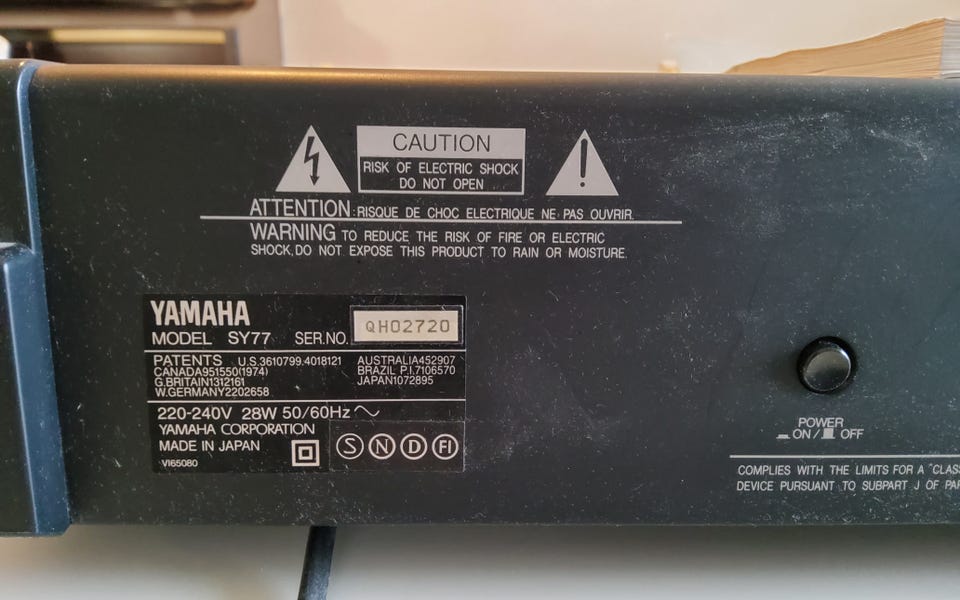 CAUTION
RISK OF ELECTRIC SHOCK
DO NOT OPEN
ATTENTION: RISQUE DE CHOC ELECTRIQUE NE PAS OUVRIR.
WARNING TO REDUCE THE RISK OF FIRE OR ELECTRIC
SHOCK, DO NOT EXPOSE THIS PRODUCT TO RAIN OR MOISTURE.
YAMAHA
MODEL SY77 SER.NO. QH02720
PATENTS U.S.3610799.4018121
CANADA951550(1974)
G.BRITAIN1312161
W.GERMANY2202658
AUSTRALIA452907
BRAZIL P.I.7106570
JAPAN1072895
220-240V 28W 50/60Hz
YAMAHA CORPORATION
MADE IN JAPAN
VI65080
S N D FI
POWER
ON / OFF
COMPLIES WITH THE LIMITS FOR A "CLASS
DEVICE PURSUANT TO SUBPART J OF PAR